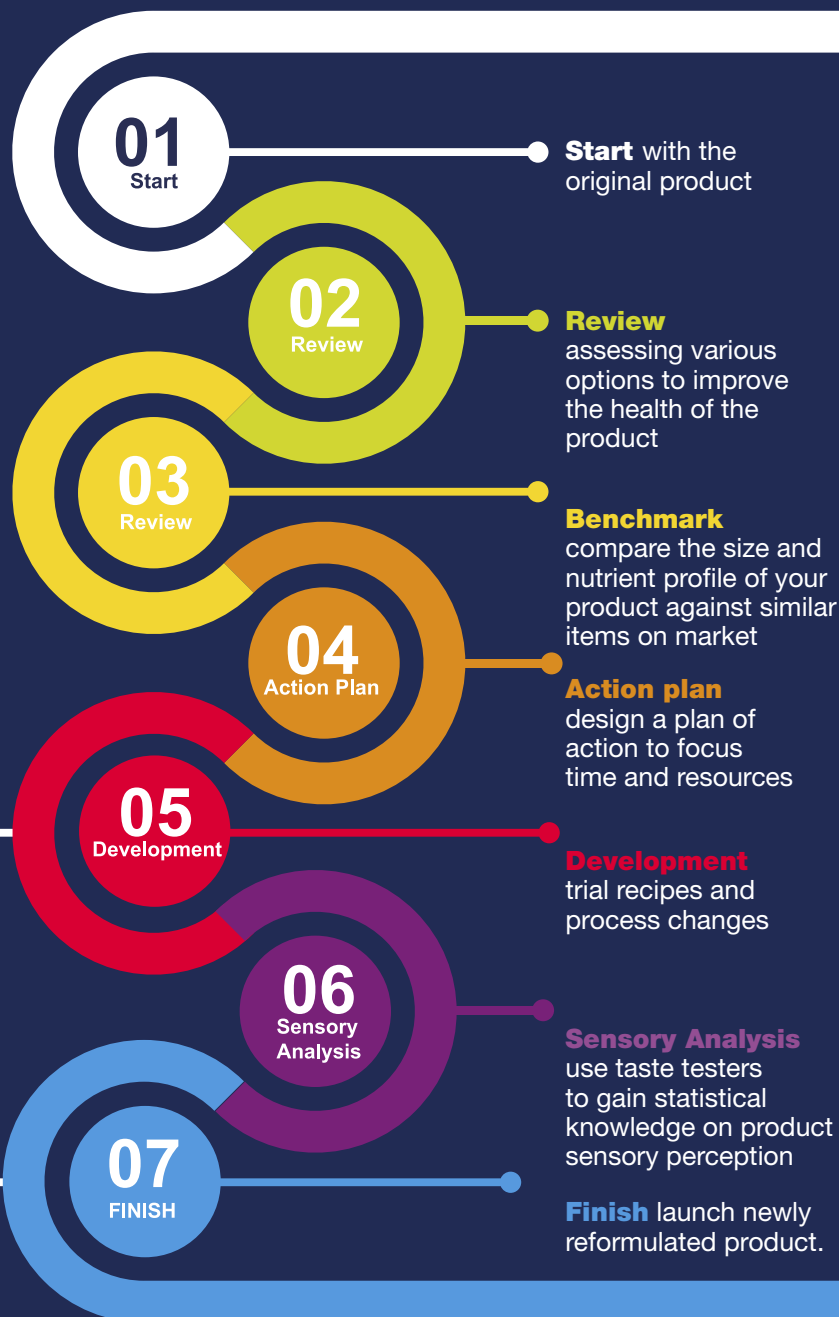 01
Start
Start with the
original product
02
Review
Review
assessing various
options to improve
the health of the
product
03
Review
Benchmark
compare the size and
nutrient profile of your
product against similar
items on market
04
Action Plan
Action plan
design a plan of
action to focus
time and resources
05
Development
Development
trial recipes and
process changes
06
Sensory
Analysis
Sensory Analysis
use taste testers
to gain statistical
knowledge on product
sensory perception
07
FINISH
Finish launch newly
reformulated product.